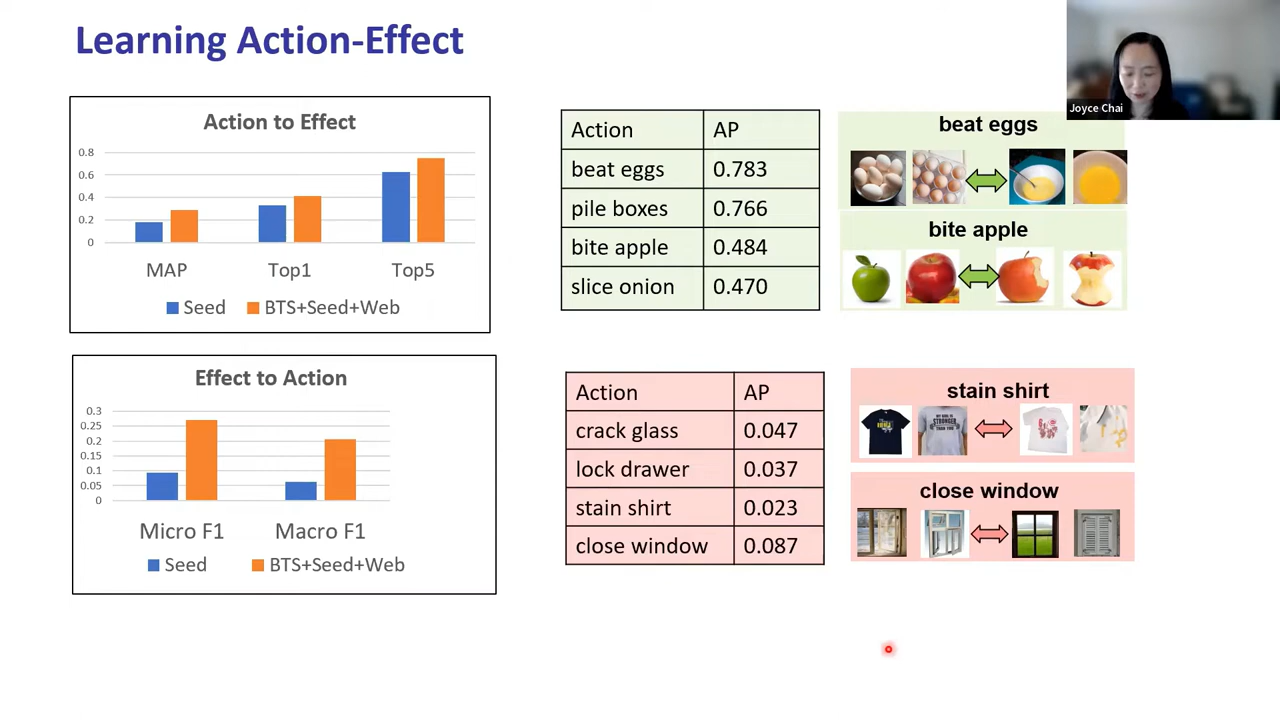 Learning Action-Effect
Joyce Chai
Action to Effect
0.8
0.6
0.4
0.2
0
MAP Top1 Top5
Seed BTS+Seed+Web
Effect to Action
0.3
0.25
0.2
0.15
0.1
0.05
0
Micro F1 Macro F1
Seed BTS+Seed+Web
Action AP
beat eggs 0.783
pile boxes 0.766
bite apple 0.484
slice onion 0.470
beat eggs
bite apple
Action AP
crack glass 0.047
lock drawer 0.037
stain shirt 0.023
close window 0.087
stain shirt
STRONGER
close window